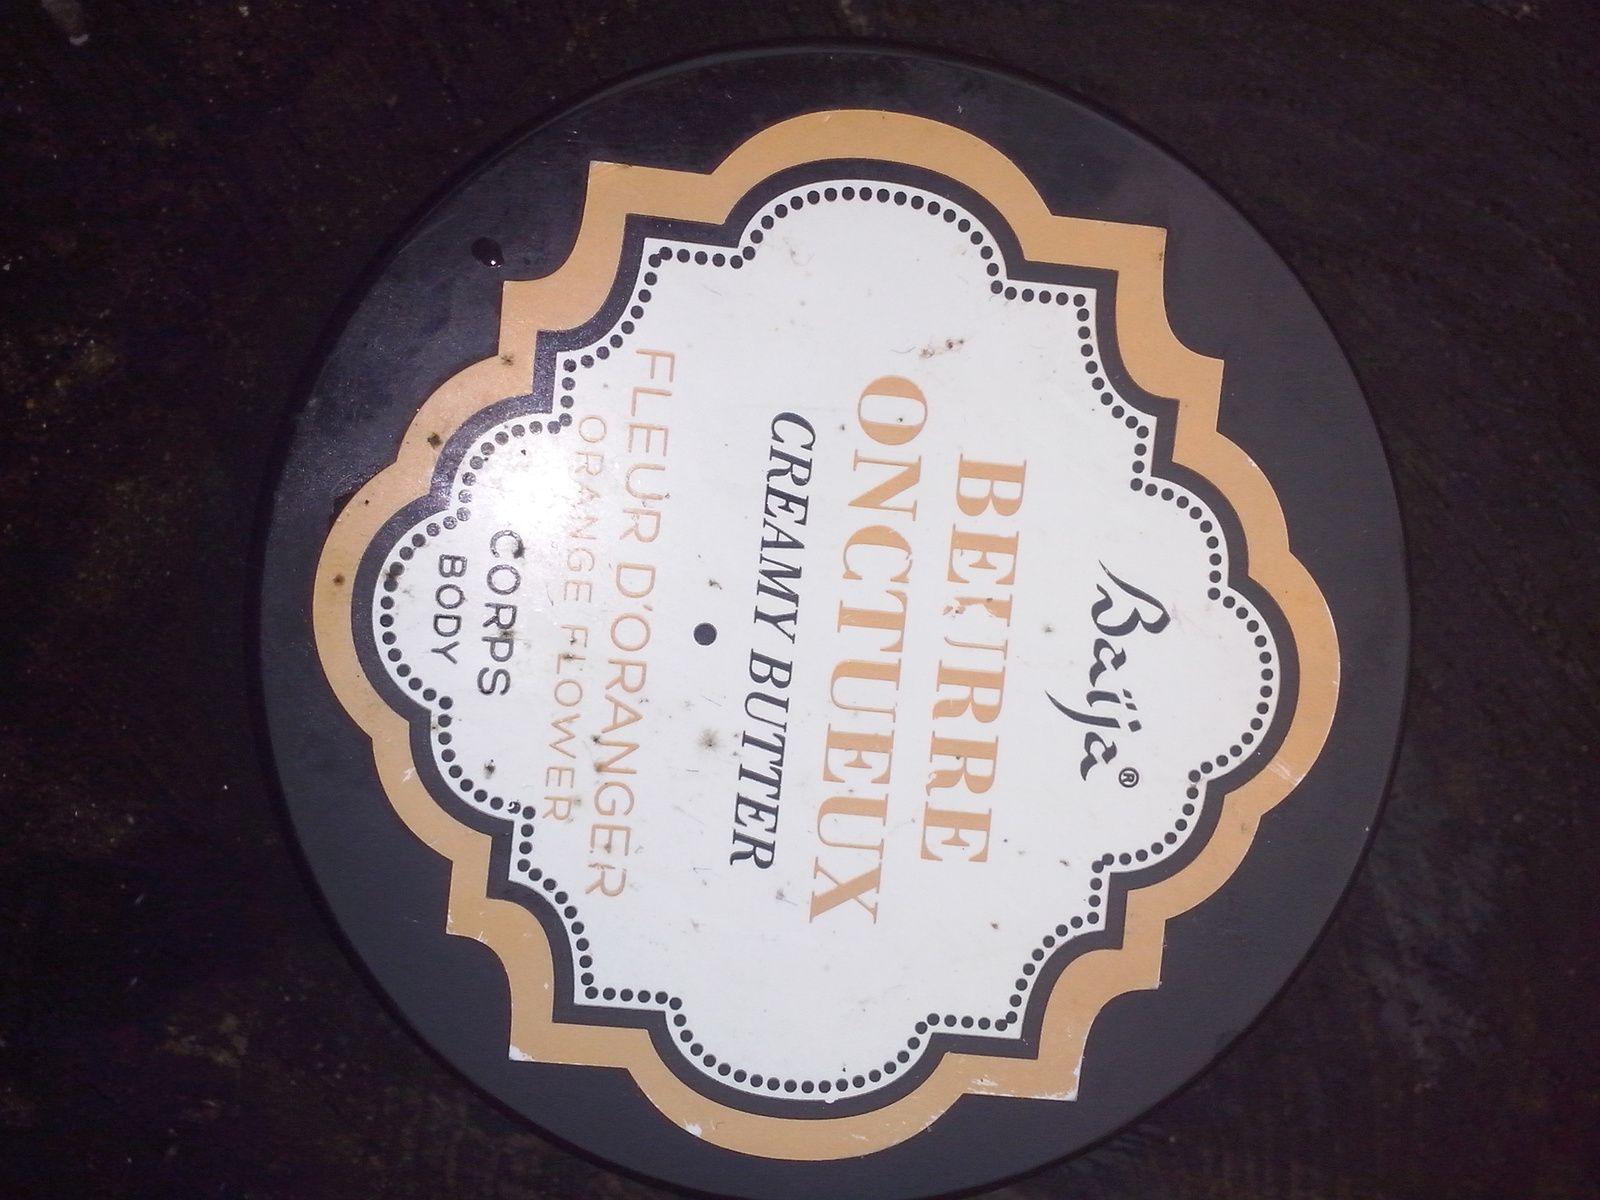 Baïja®
BEURRE
ONCTUEUX
CREAMY BUTTER
FLEUR D'ORANGER
ORANGE FLOWER
CORPS
BODY